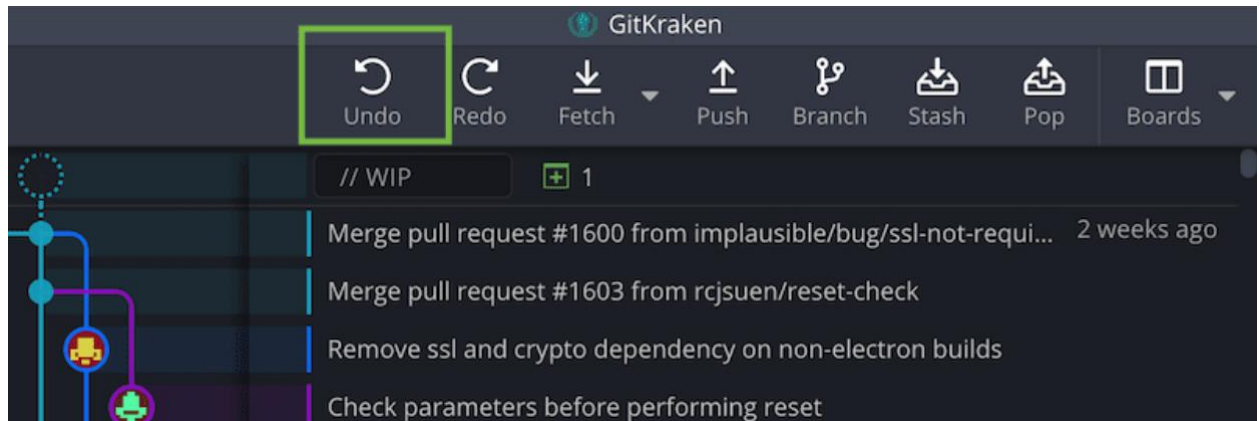 GitKraken
Undo Redo Fetch Push Branch Stash Pop Boards
// WIP 1
Merge pull request #1600 from implausible/bug/ssl-not-requi... 2 weeks ago
Merge pull request #1603 from rcjsuen/reset-check
Remove ssl and crypto dependency on non-electron builds
Check parameters before performing reset